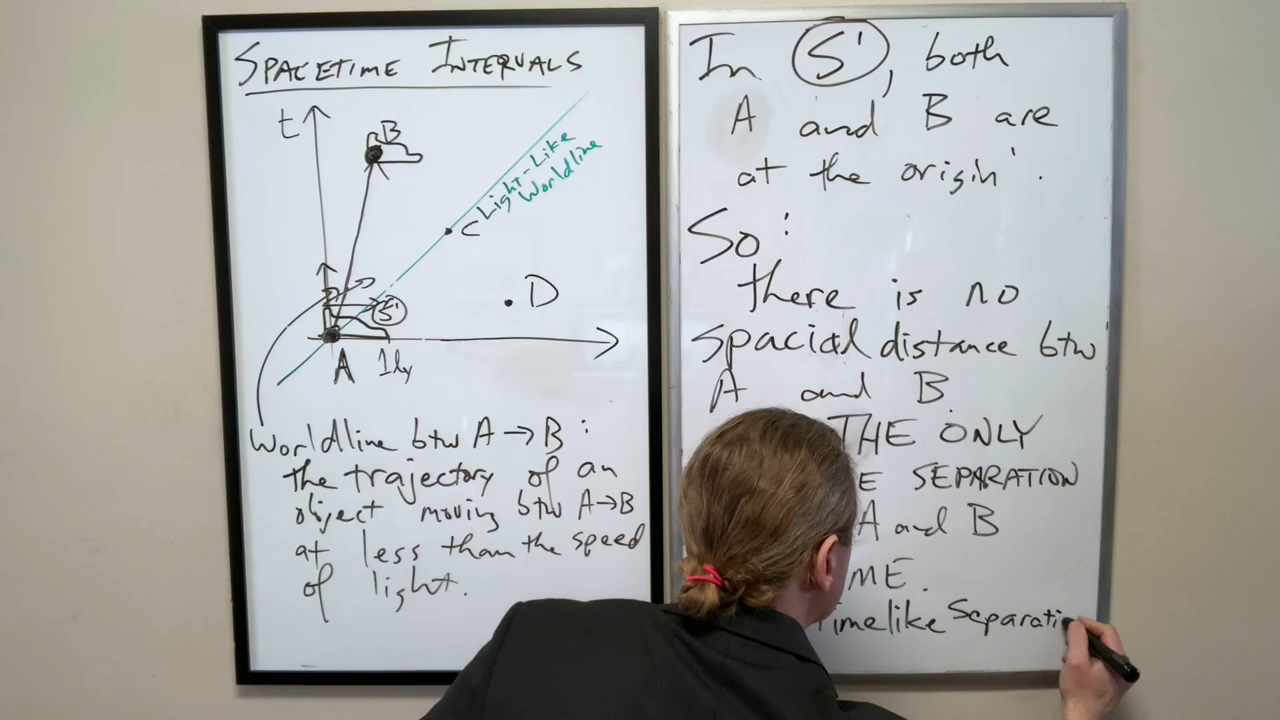 SPACETIME INTERVALS
t
B
Light-Like
Worldline
C
D
S'
A 1ly
Worldline btw A → B :
the trajectory of an
object moving btw A→B
at less than the speed
of light.
In S', both
A and B are
at the origin'.
So:
there is no
spacial distance btw
A and B
THE ONLY
SEPARATION
A and B
Timelike Separati